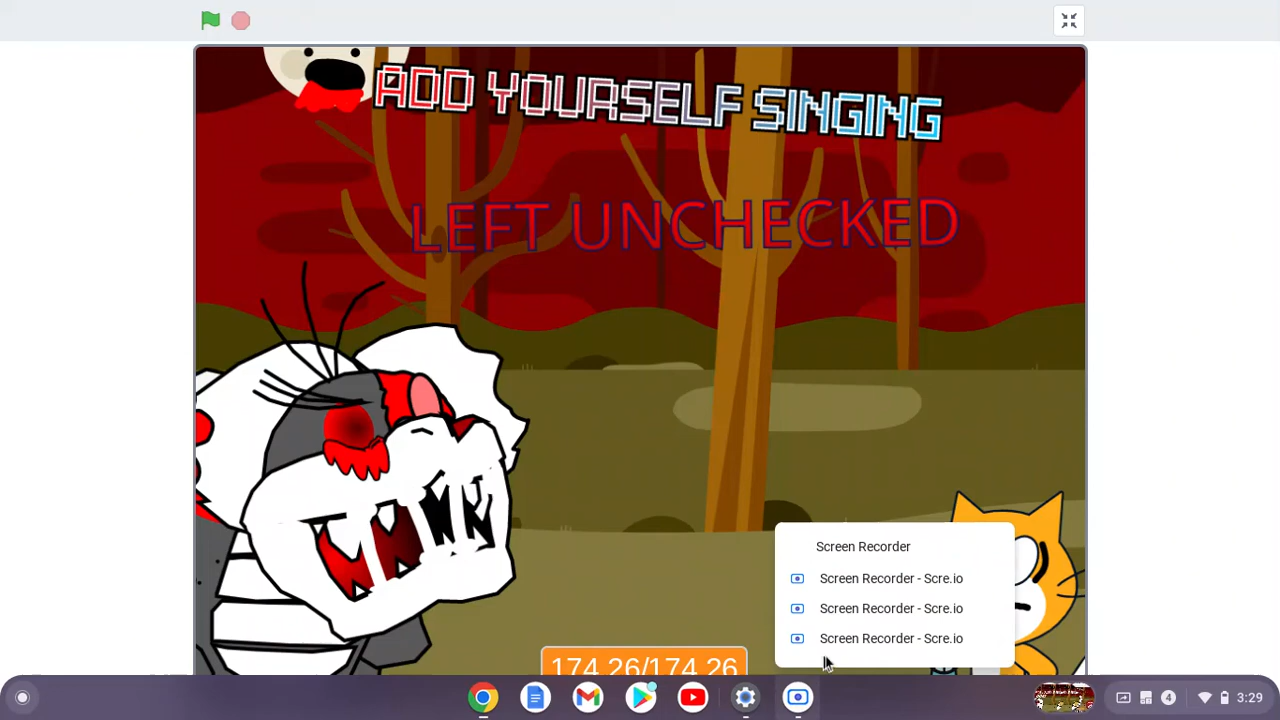 ADD YOURSELF SINGING
LEFT UNCHECKED
Screen Recorder
Screen Recorder - Scre.io
Screen Recorder - Scre.io
Screen Recorder - Scre.io
174.26/174.26
4
3:29